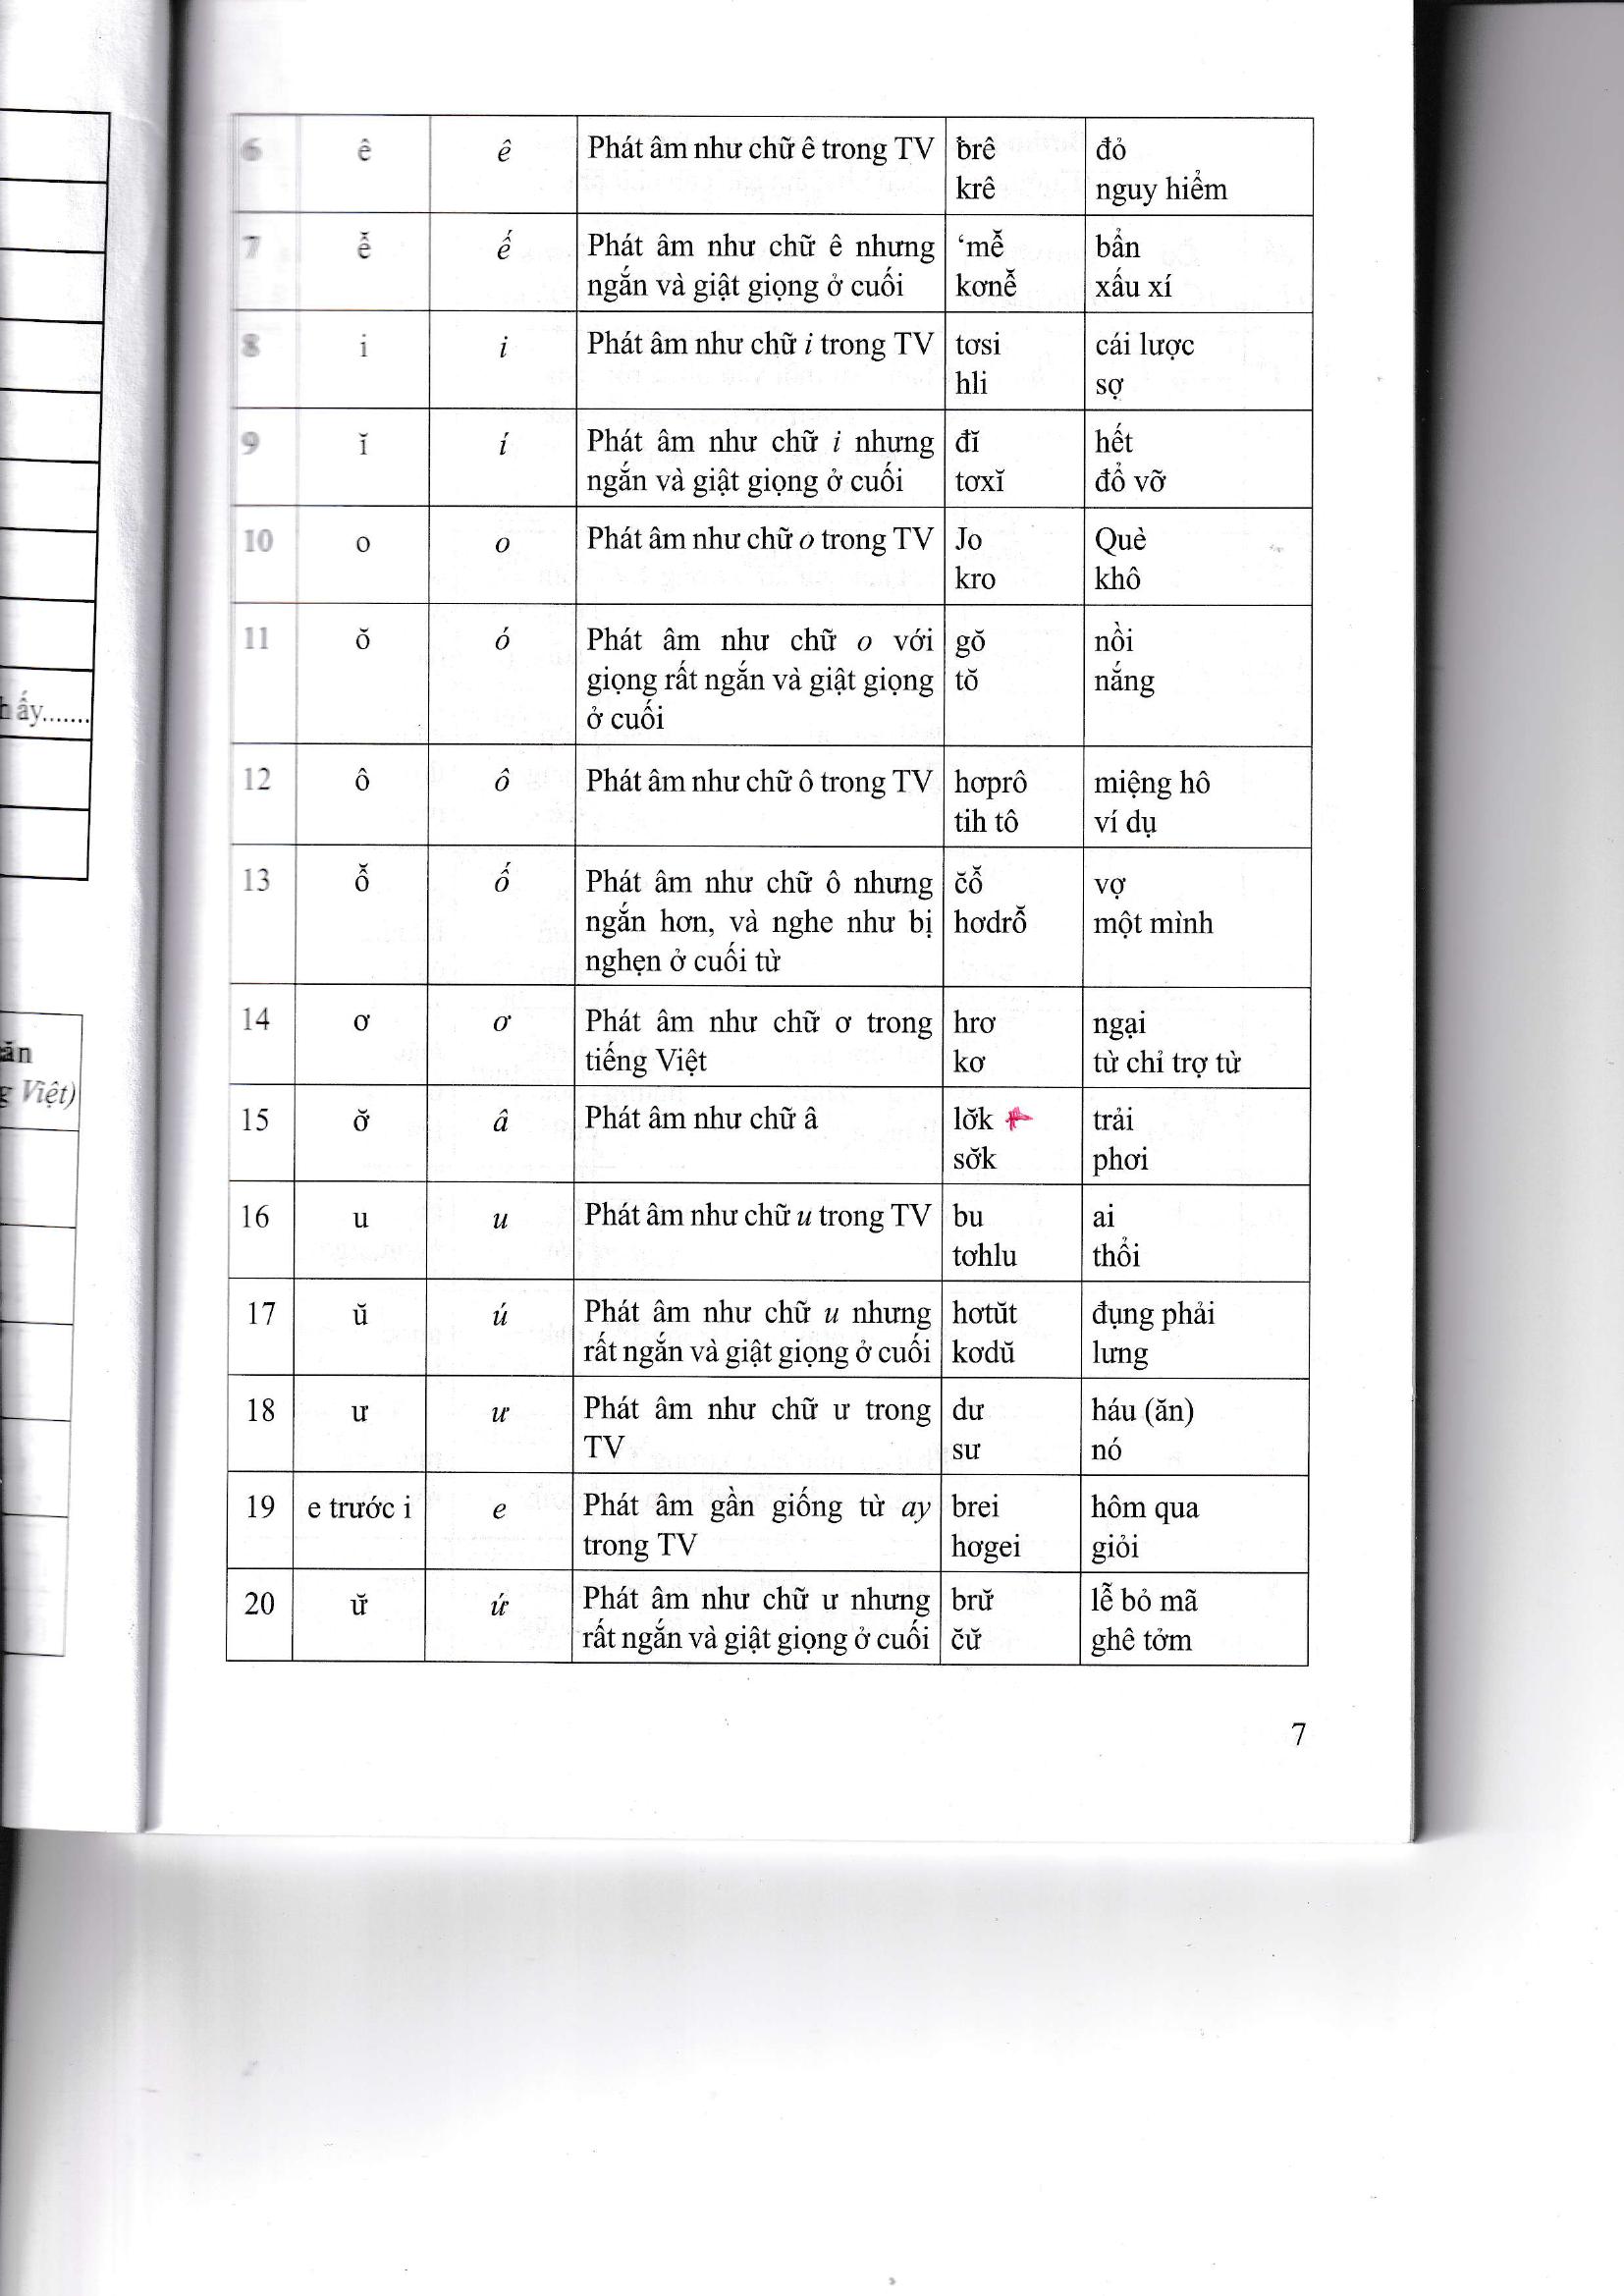 h ấy.......
ăn
g Việt)
6 ê ê Phát âm như chữ ê trong TV ƀrê đỏ
krê nguy hiểm
7 ê̆ ế Phát âm như chữ ê nhưng ‘mê̆ bẩn
ngắn và giật giọng ở cuối kơnê̆ xấu xí
8 i i Phát âm như chữ i trong TV tơsi cái lược
hli sợ
9 ĭ í Phát âm như chữ i nhưng đĭ hết
ngắn và giật giọng ở cuối tơxĭ đổ vỡ
10 o o Phát âm như chữ o trong TV Jo Què
kro khô
11 ŏ ó Phát âm như chữ o với gŏ nồi
giọng rất ngắn và giật giọng tŏ nắng
ở cuối
12 ô ô Phát âm như chữ ô trong TV hơprô miệng hô
tih tô ví dụ
13 ô̆ ố Phát âm như chữ ô nhưng čô̆ vợ
ngắn hơn, và nghe như bị hơdrô̆ một mình
nghẹn ở cuối từ
14 ơ ơ Phát âm như chữ ơ trong hrơ ngại
tiếng Việt kơ từ chỉ trợ từ
15 ơ̆ â Phát âm như chữ â lơ̆k trải
sơ̆k phơi
16 u u Phát âm như chữ u trong TV bu ai
tơhlu thổi
17 ŭ ú Phát âm như chữ u nhưng hơtŭt đụng phải
rất ngắn và giật giọng ở cuối kơdŭ lưng
18 ư ư Phát âm như chữ ư trong dư háu (ăn)
TV sư nó
19 e trước i e Phát âm gần giống từ ay brei hôm qua
trong TV hơgei giỏi
20 ư̆ ứ Phát âm như chữ ư nhưng brư̆ lễ bỏ mã
rất ngắn và giật giọng ở cuối čư̆ ghê tởm
7